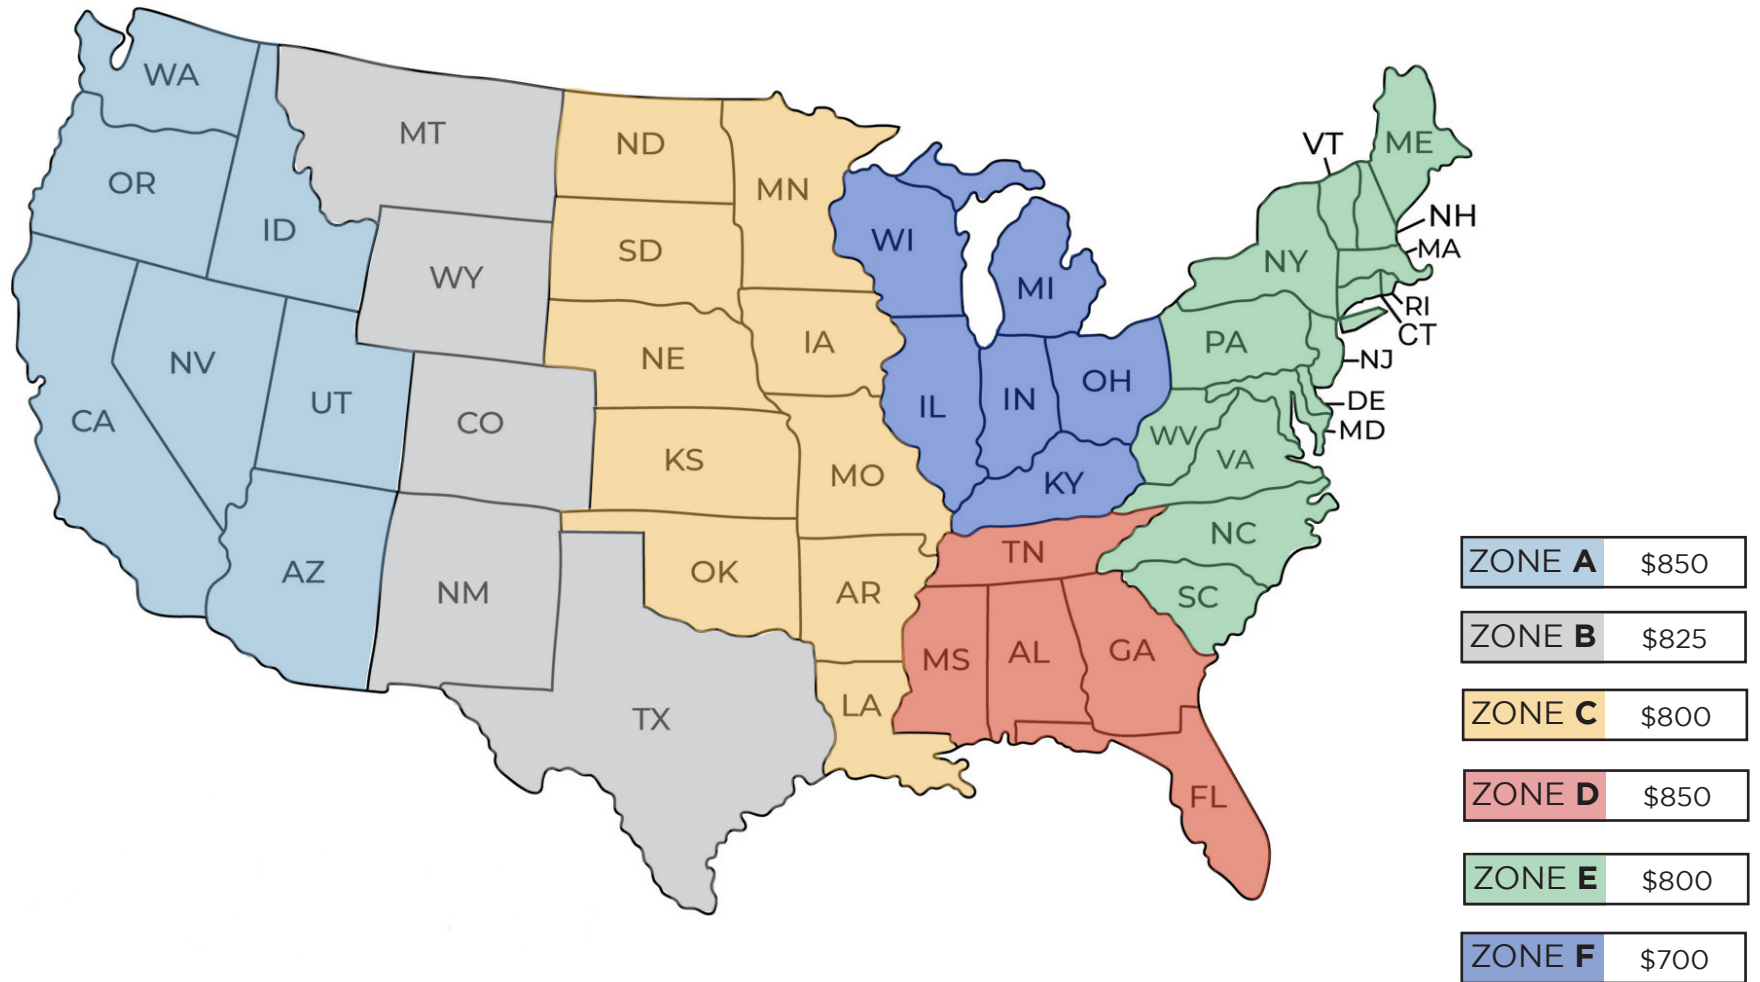 WA
MT
ND
MN
OR
ID
WY
SD
WI
MI
VT
ME
NH
MA
NY
RI
CT
NV
UT
CO
NE
IA
PA
NJ
CA
IL
IN
OH
DE
MD
KS
MO
KY
WV
VA
AZ
NM
OK
AR
TN
NC
SC
TX
LA
MS
AL
GA
FL
ZONE A $850
ZONE B $825
ZONE C $800
ZONE D $850
ZONE E $800
ZONE F $700